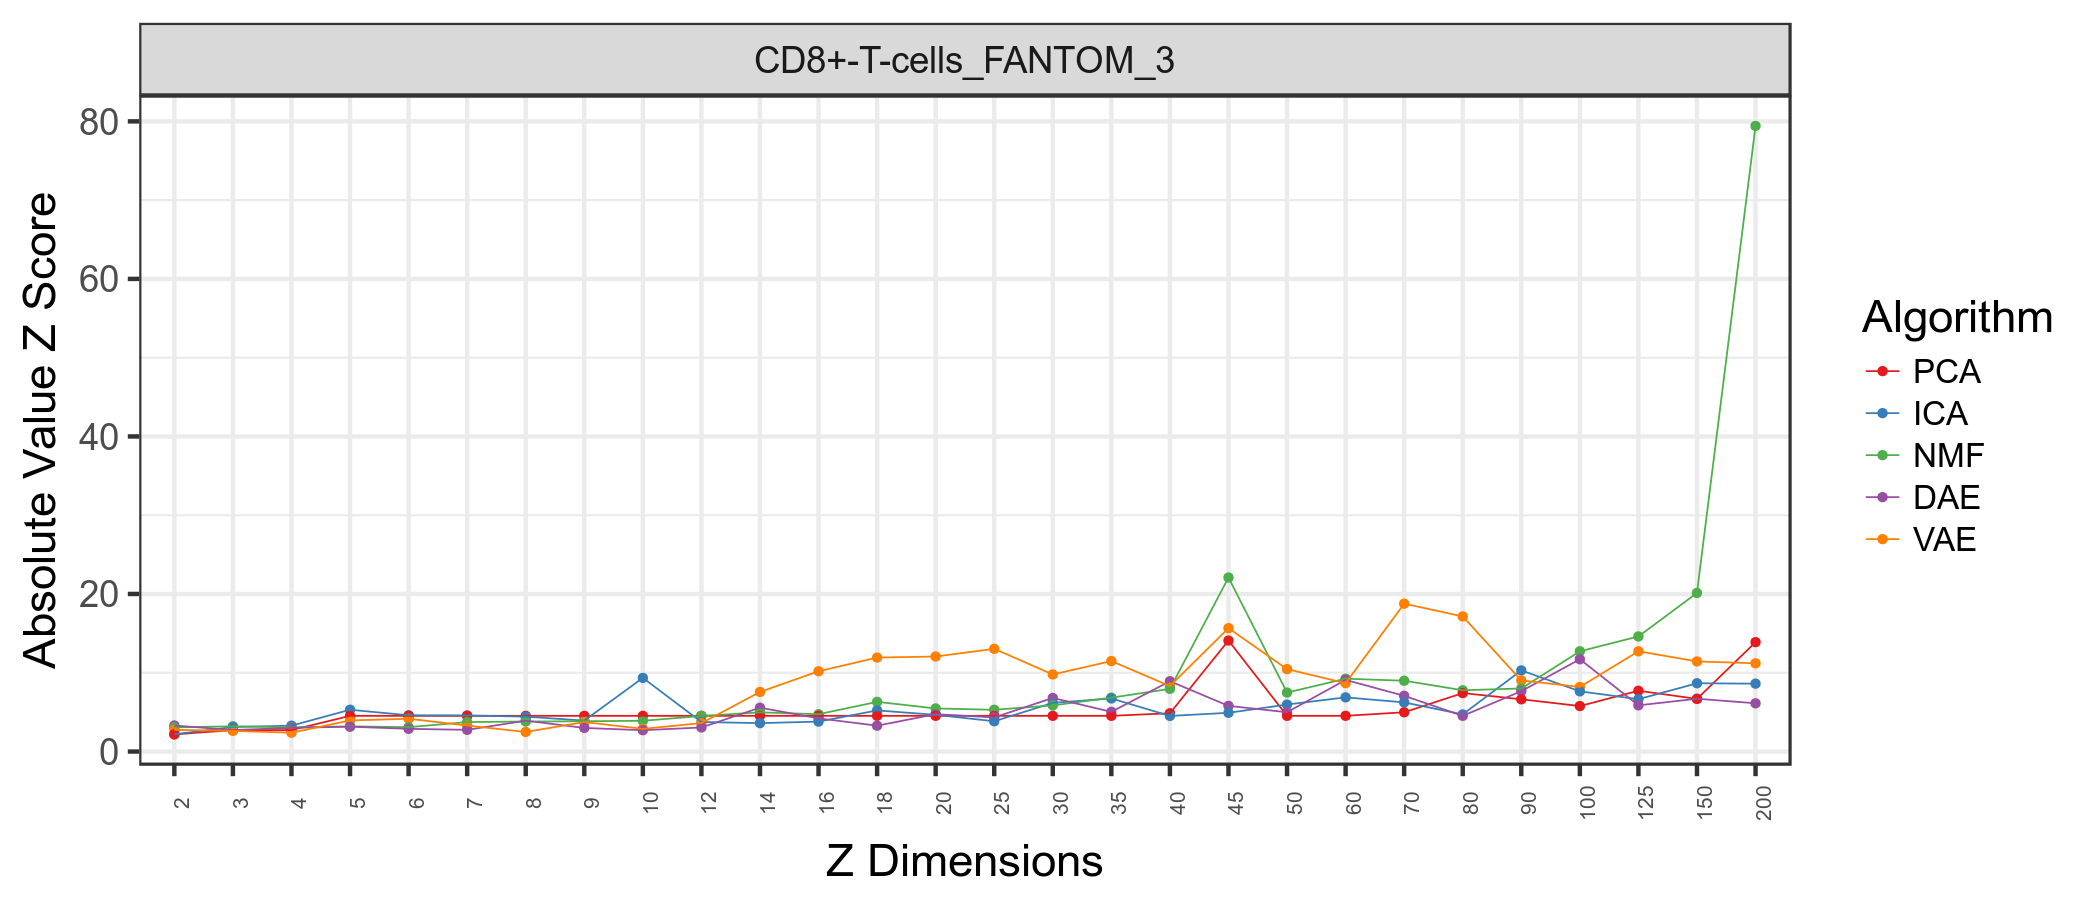 CD8+-T-cells_FANTOM_3
Absolute Value Z Score
80
60
40
20
0
2 3 4 5 6 7 8 9 10 12 14 16 18 20 25 30 35 40 45 50 60 70 80 90 100 125 150 200
Z Dimensions
Algorithm
PCA
ICA
NMF
DAE
VAE